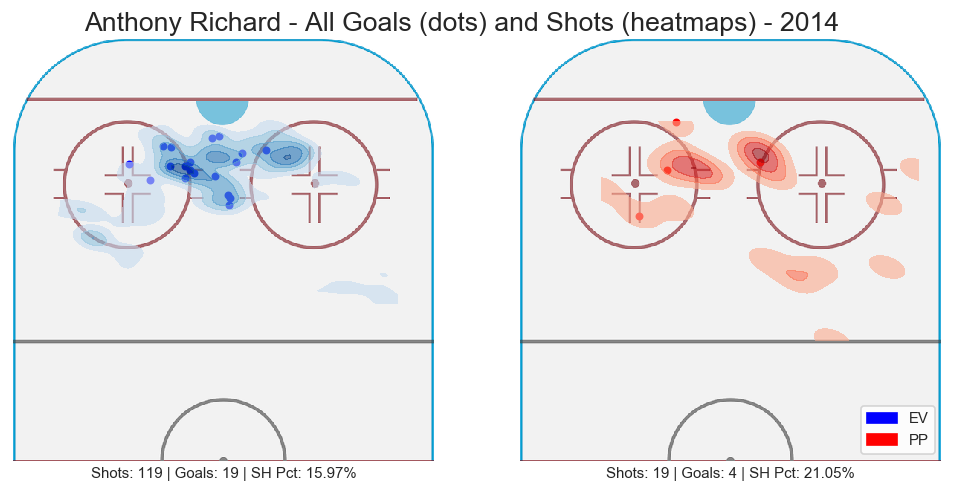 Anthony Richard - All Goals (dots) and Shots (heatmaps) - 2014
EV
PP
Shots: 119 | Goals: 19 | SH Pct: 15.97%
Shots: 19 | Goals: 4 | SH Pct: 21.05%